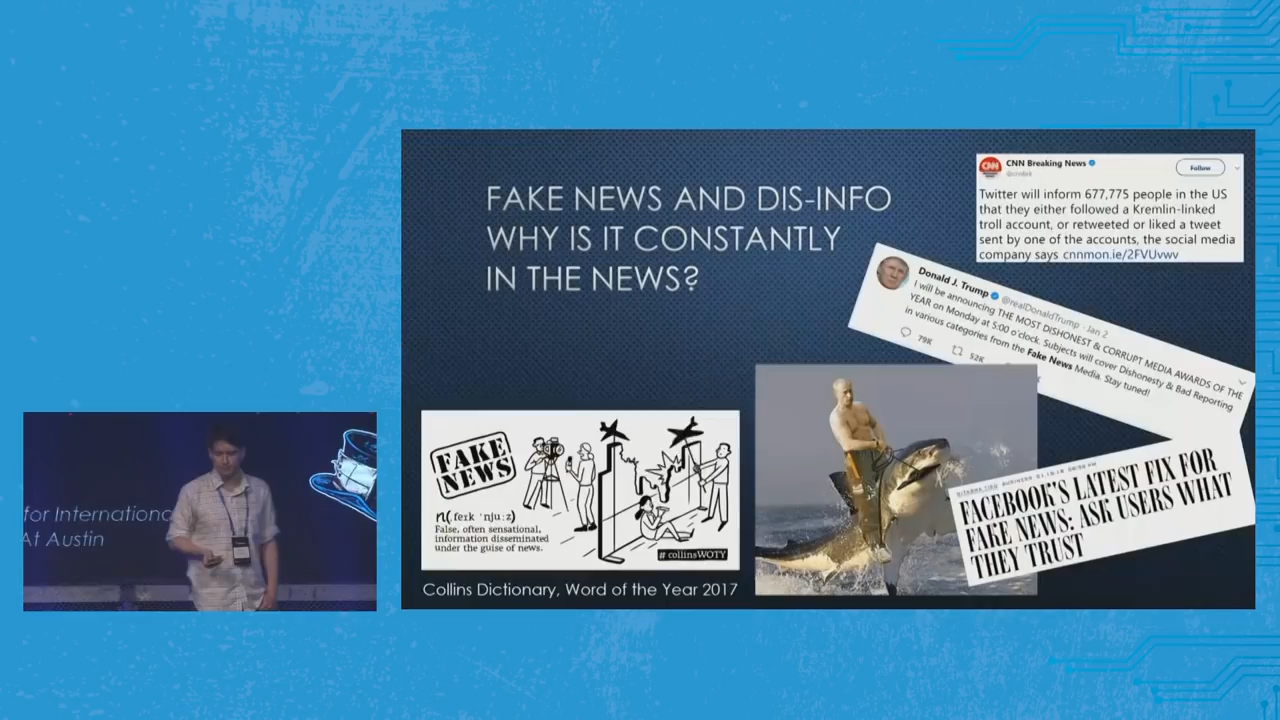 FAKE NEWS AND DIS-INFO
WHY IS IT CONSTANTLY
IN THE NEWS?
CNN
CNN Breaking News
Follow
Twitter will inform 677,775 people in the US
that they either followed a Kremlin-linked
troll account, or retweeted or liked a tweet
sent by one of the accounts, the social media
company says cnnmon.ie/2FVUvwv
Donald J. Trump @realDonaldTrump · Jan 2
I will be announcing THE MOST DISHONEST & CORRUPT MEDIA AWARDS OF THE
YEAR on Monday at 5:00 o'clock. Subjects will cover Dishonesty & Bad Reporting
in various categories from the Fake News Media. Stay tuned!
79K
52K
FAKE
NEWS
n(ˌfeɪk ˈnjuːz)
False, often sensational,
information disseminated
under the guise of news.
# collinsWOTY
Collins Dictionary, Word of the Year 2017
BUSINESS
FACEBOOK'S LATEST FIX FOR
FAKE NEWS: ASK USERS WHAT
THEY TRUST
for Internationa
At Austin